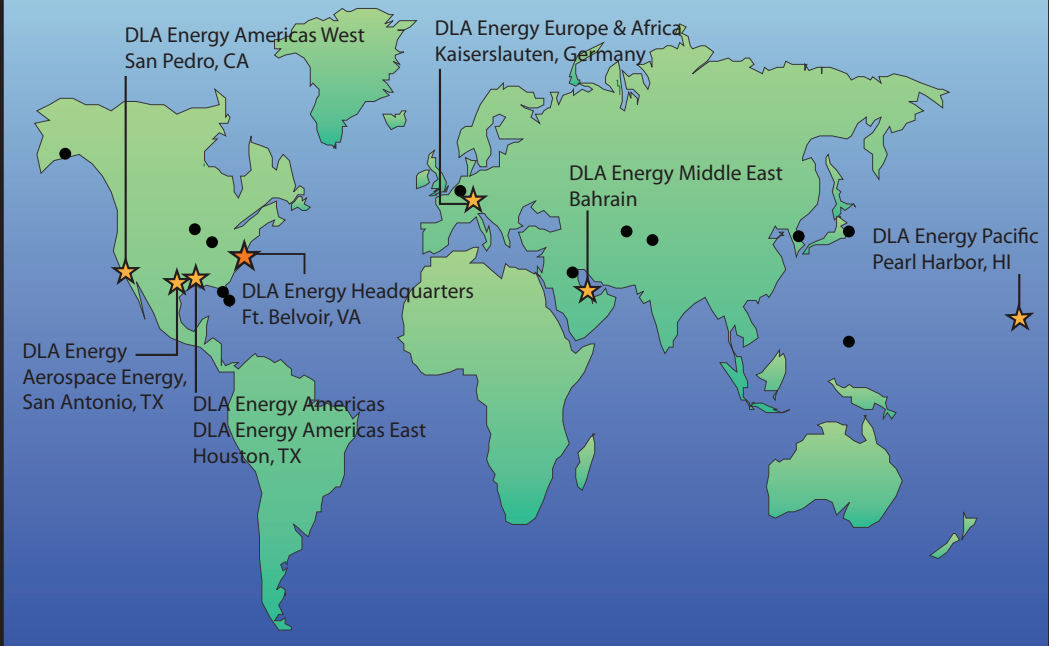 DLA Energy Americas West
San Pedro, CA
DLA Energy Europe & Africa
Kaiserslauten, Germany
DLA Energy Middle East
Bahrain
DLA Energy Pacific
Pearl Harbor, HI
DLA Energy Headquarters
Ft. Belvoir, VA
DLA Energy
Aerospace Energy,
San Antonio, TX
DLA Energy Americas
DLA Energy Americas East
Houston, TX